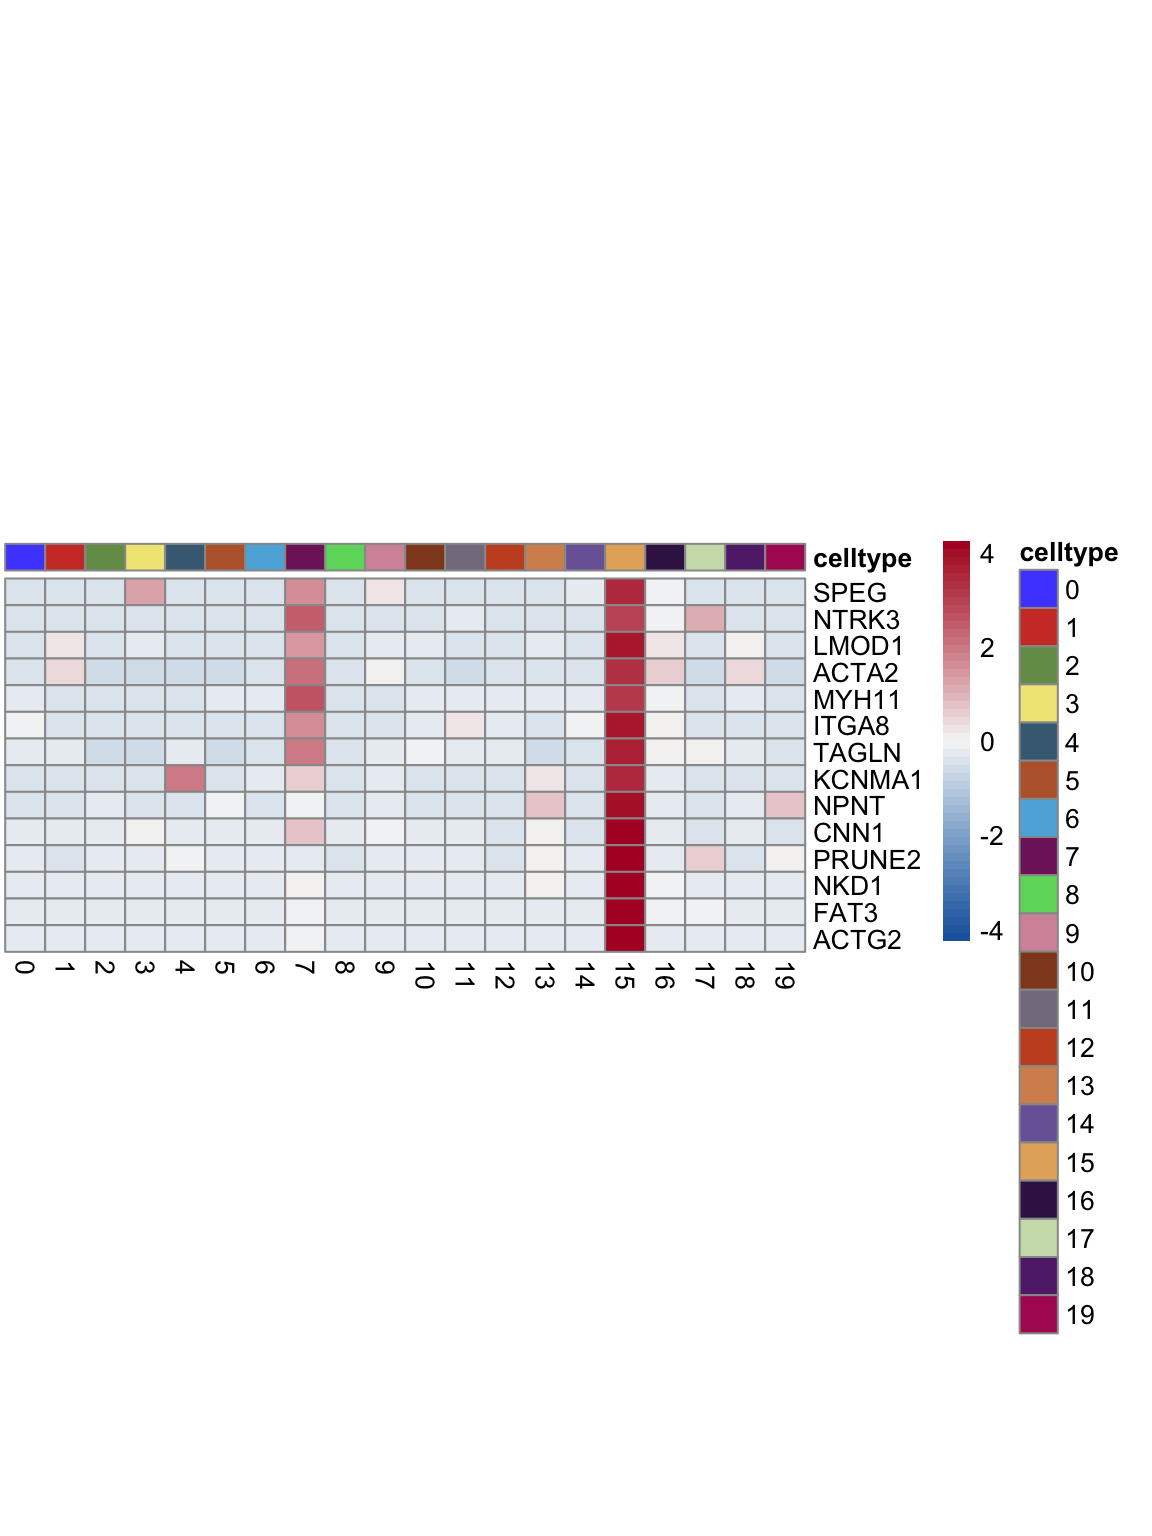 celltype
SPEG
NTRK3
LMOD1
ACTA2
MYH11
ITGA8
TAGLN
KCNMA1
NPNT
CNN1
PRUNE2
NKD1
FAT3
ACTG2
0 1 2 3 4 5 6 7 8 9 10 11 12 13 14 15 16 17 18 19
4
2
0
-2
-4
celltype
0
1
2
3
4
5
6
7
8
9
10
11
12
13
14
15
16
17
18
19